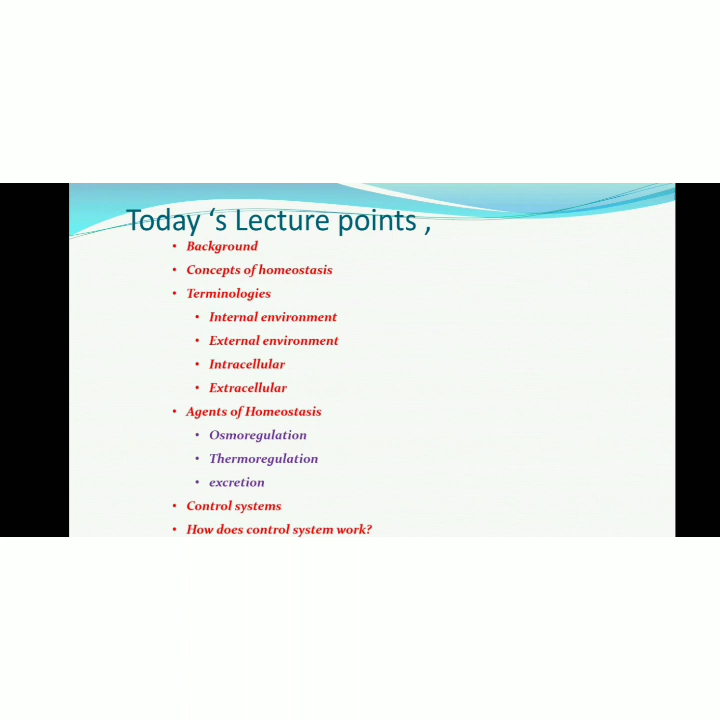 Today ‘s Lecture points ,
• Background
• Concepts of homeostasis
• Terminologies
• Internal environment
• External environment
• Intracellular
• Extracellular
• Agents of Homeostasis
• Osmoregulation
• Thermoregulation
• excretion
• Control systems
• How does control system work?